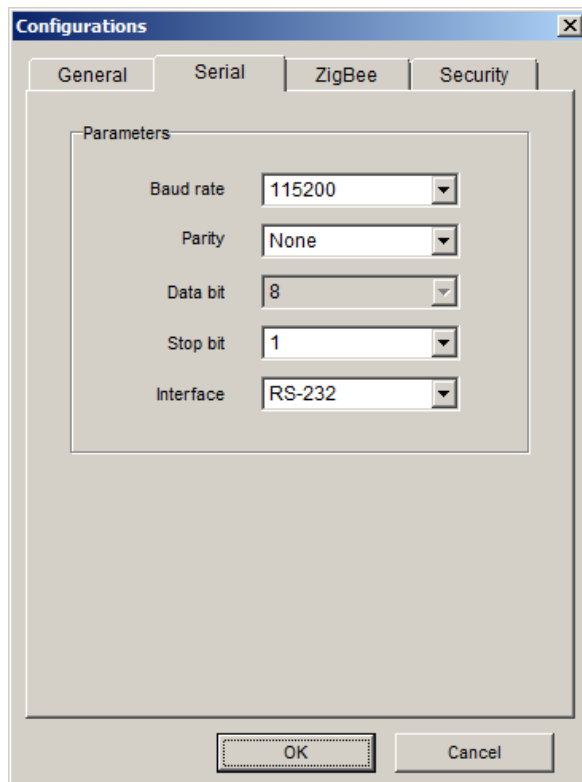 Configurations
General Serial ZigBee Security
Parameters
Baud rate 115200
Parity None
Data bit 8
Stop bit 1
Interface RS-232
OK Cancel